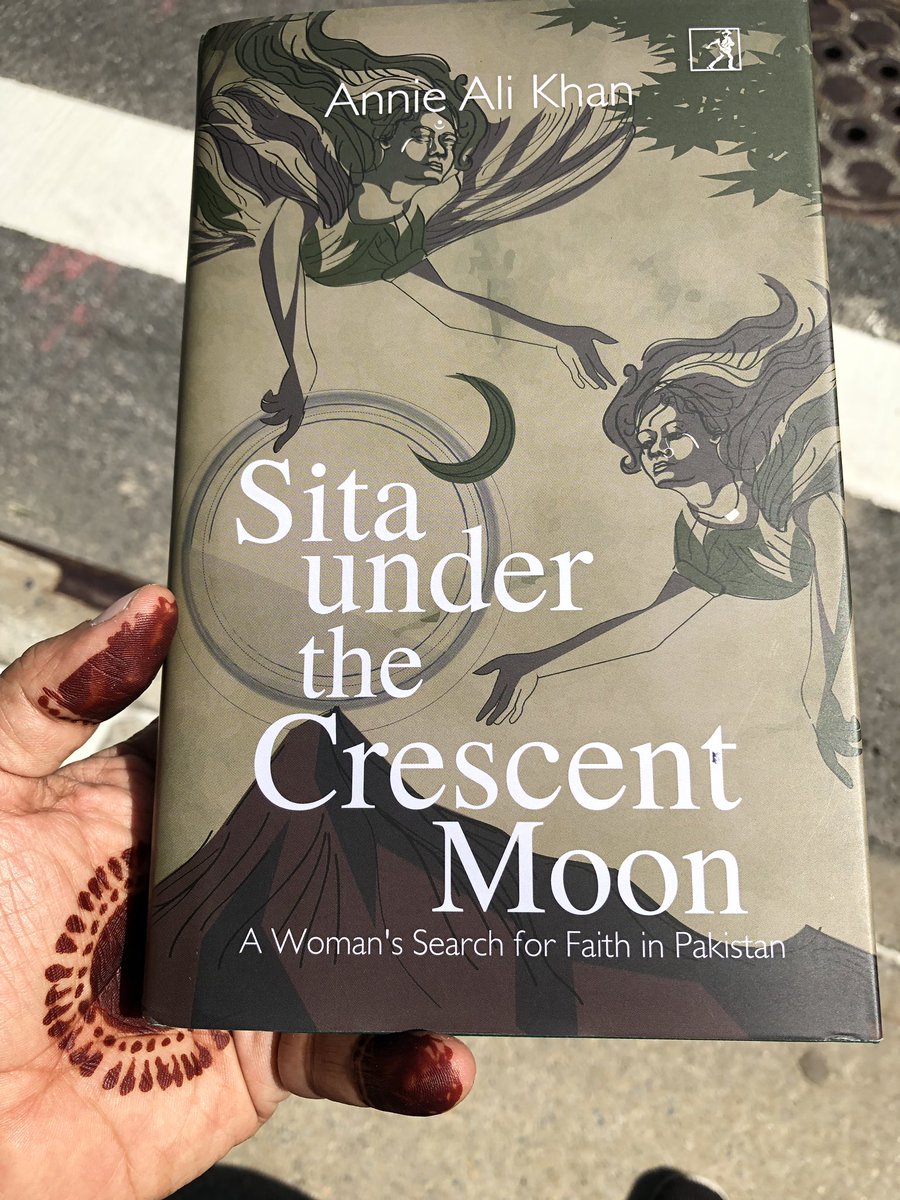 Annie Ali Khan
Sita
under
the
Crescent
Moon
A Woman's Search for Faith in Pakistan